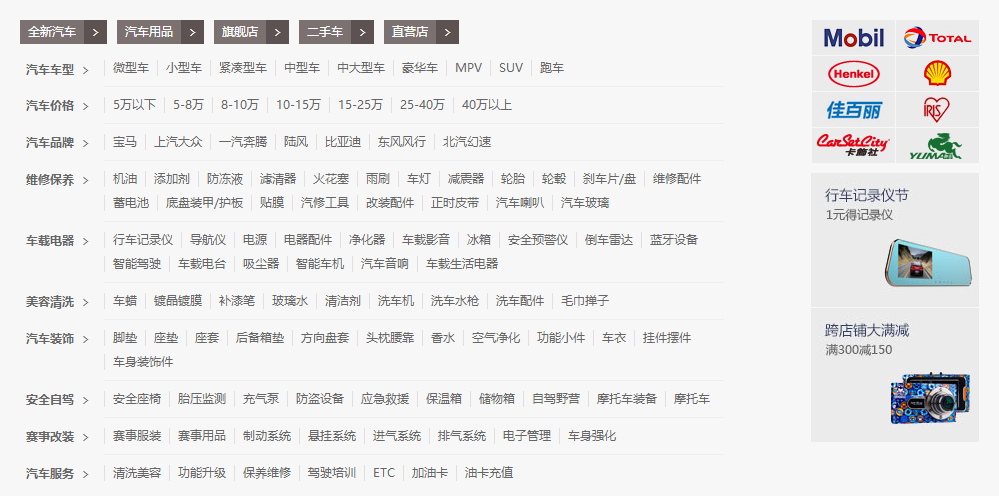 全新汽车 > 汽车用品 > 旗舰店 > 二手车 > 直营店 >
汽车车型 > 微型车 小型车 紧凑型车 中型车 中大型车 豪华车 MPV SUV 跑车
汽车价格 > 5万以下 5-8万 8-10万 10-15万 15-25万 25-40万 40万以上
汽车品牌 > 宝马 上汽大众 一汽奔腾 陆风 比亚迪 东风风行 北汽幻速
维修保养 > 机油 添加剂 防冻液 滤清器 火花塞 雨刷 车灯 减震器 轮胎 轮毂 刹车片/盘 维修配件
蓄电池 底盘装甲/护板 贴膜 汽修工具 改装配件 正时皮带 汽车喇叭 汽车玻璃
车载电器 > 行车记录仪 导航仪 电源 电器配件 净化器 车载影音 冰箱 安全预警仪 倒车雷达 蓝牙设备
智能驾驶 车载电台 吸尘器 智能车机 汽车音响 车载生活电器
美容清洗 > 车蜡 镀晶镀膜 补漆笔 玻璃水 清洁剂 洗车机 洗车水枪 洗车配件 毛巾掸子
汽车装饰 > 脚垫 座垫 座套 后备箱垫 方向盘套 头枕腰靠 香水 空气净化 功能小件 车衣 挂件摆件
车身装饰件
安全自驾 > 安全座椅 胎压监测 充气泵 防盗设备 应急救援 保温箱 储物箱 自驾野营 摩托车装备 摩托车
赛事改装 > 赛事服装 赛事用品 制动系统 悬挂系统 进气系统 排气系统 电子管理 车身强化
汽车服务 > 清洗美容 功能升级 保养维修 驾驶培训 ETC 加油卡 油卡充值
Mobil TOTAL
Henkel
佳百丽 IRIS
CarSetCity YUMA
卡饰社
行车记录仪节
1元得记录仪
跨店铺大满减
满300减150